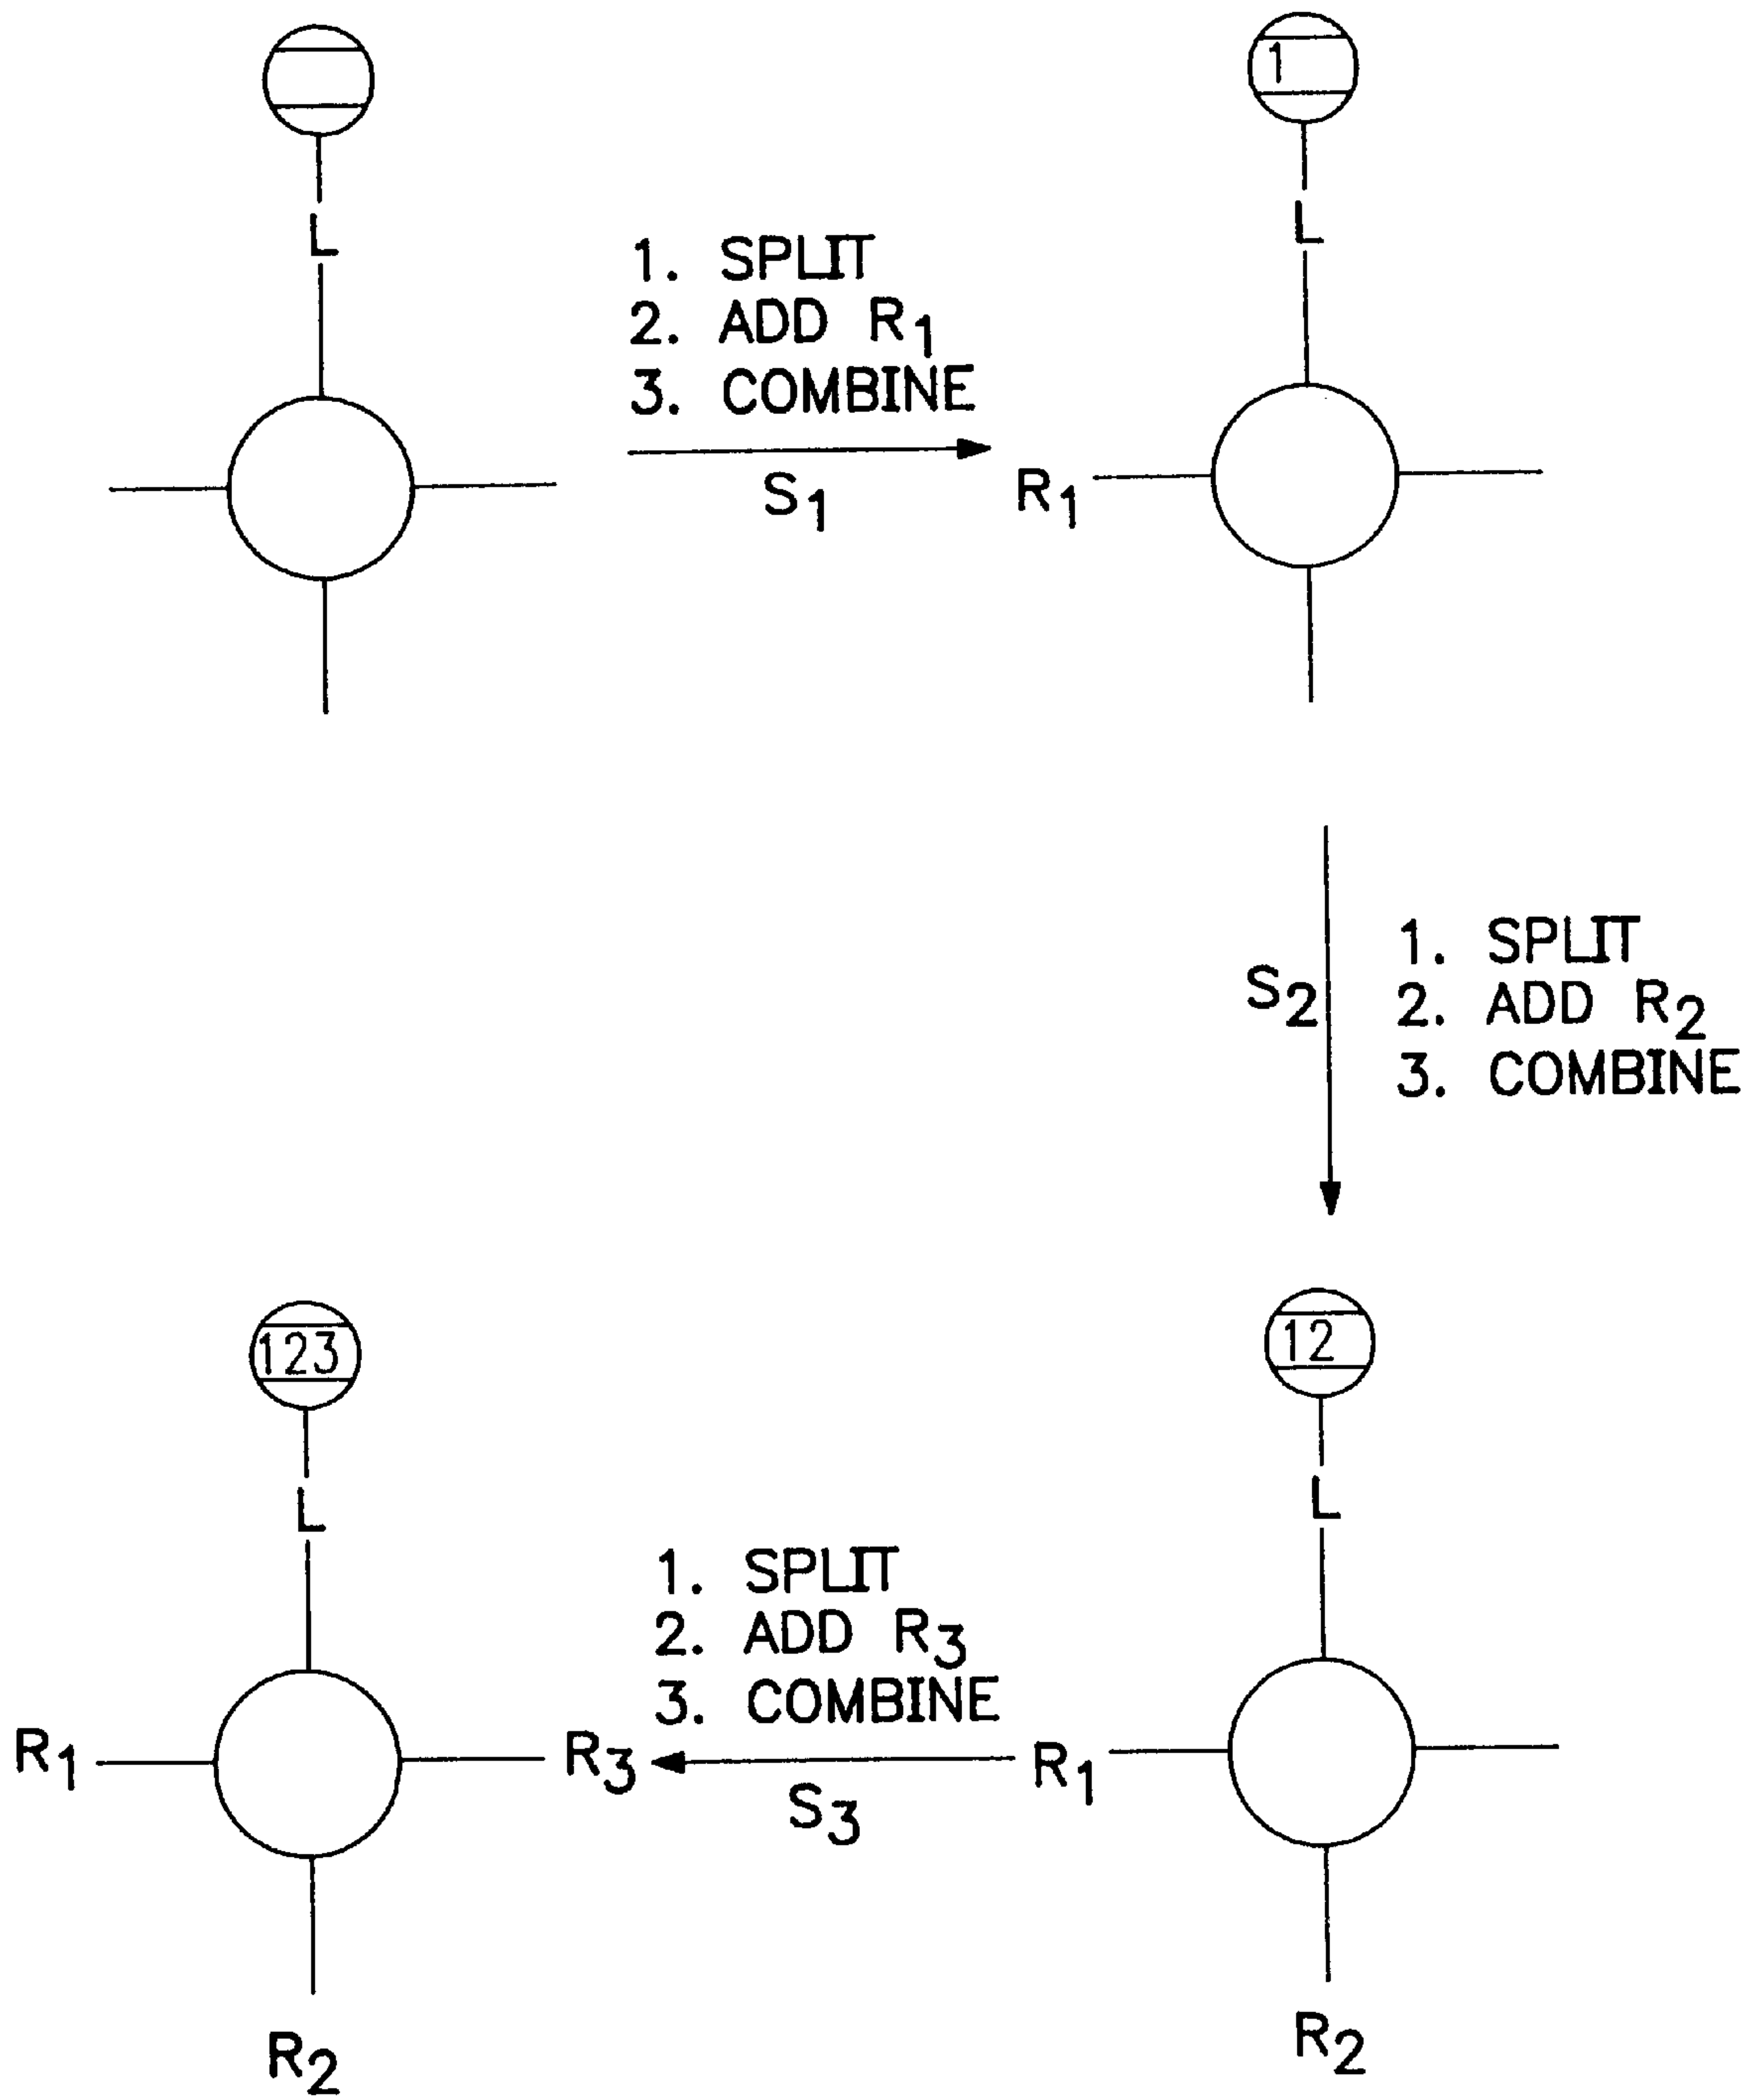 1
L
L
1. SPLIT
2. ADD R₁
3. COMBINE
S₁
R₁
S₂
1. SPLIT
2. ADD R₂
3. COMBINE
123
12
L
L
1. SPLIT
2. ADD R₃
3. COMBINE
R₁
R₃
S₃
R₁
R₂
R₂